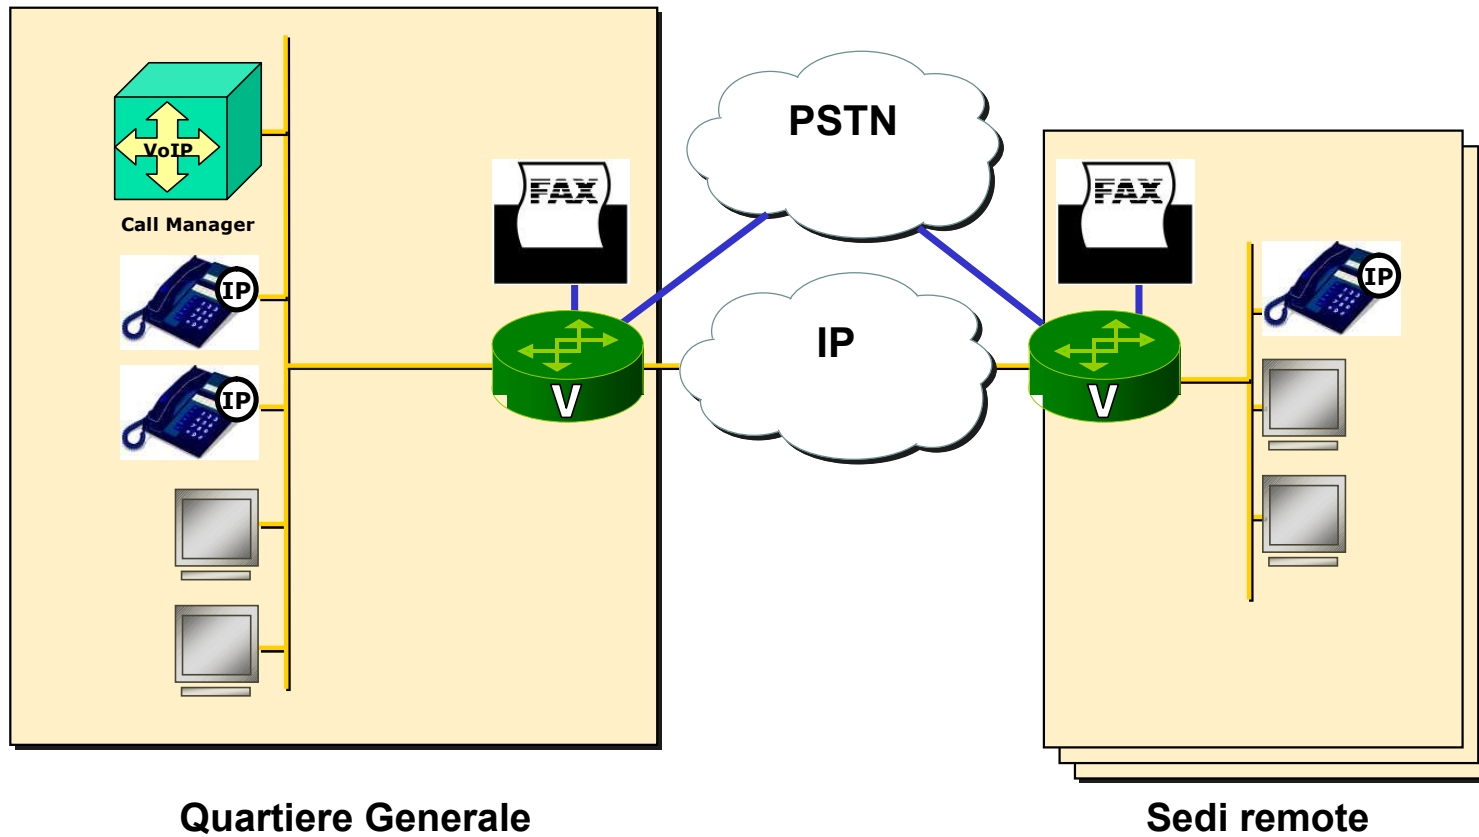 VoIP
Call Manager
IP
IP
FAX
V
PSTN
IP
FAX
V
IP
Quartiere Generale
Sedi remote